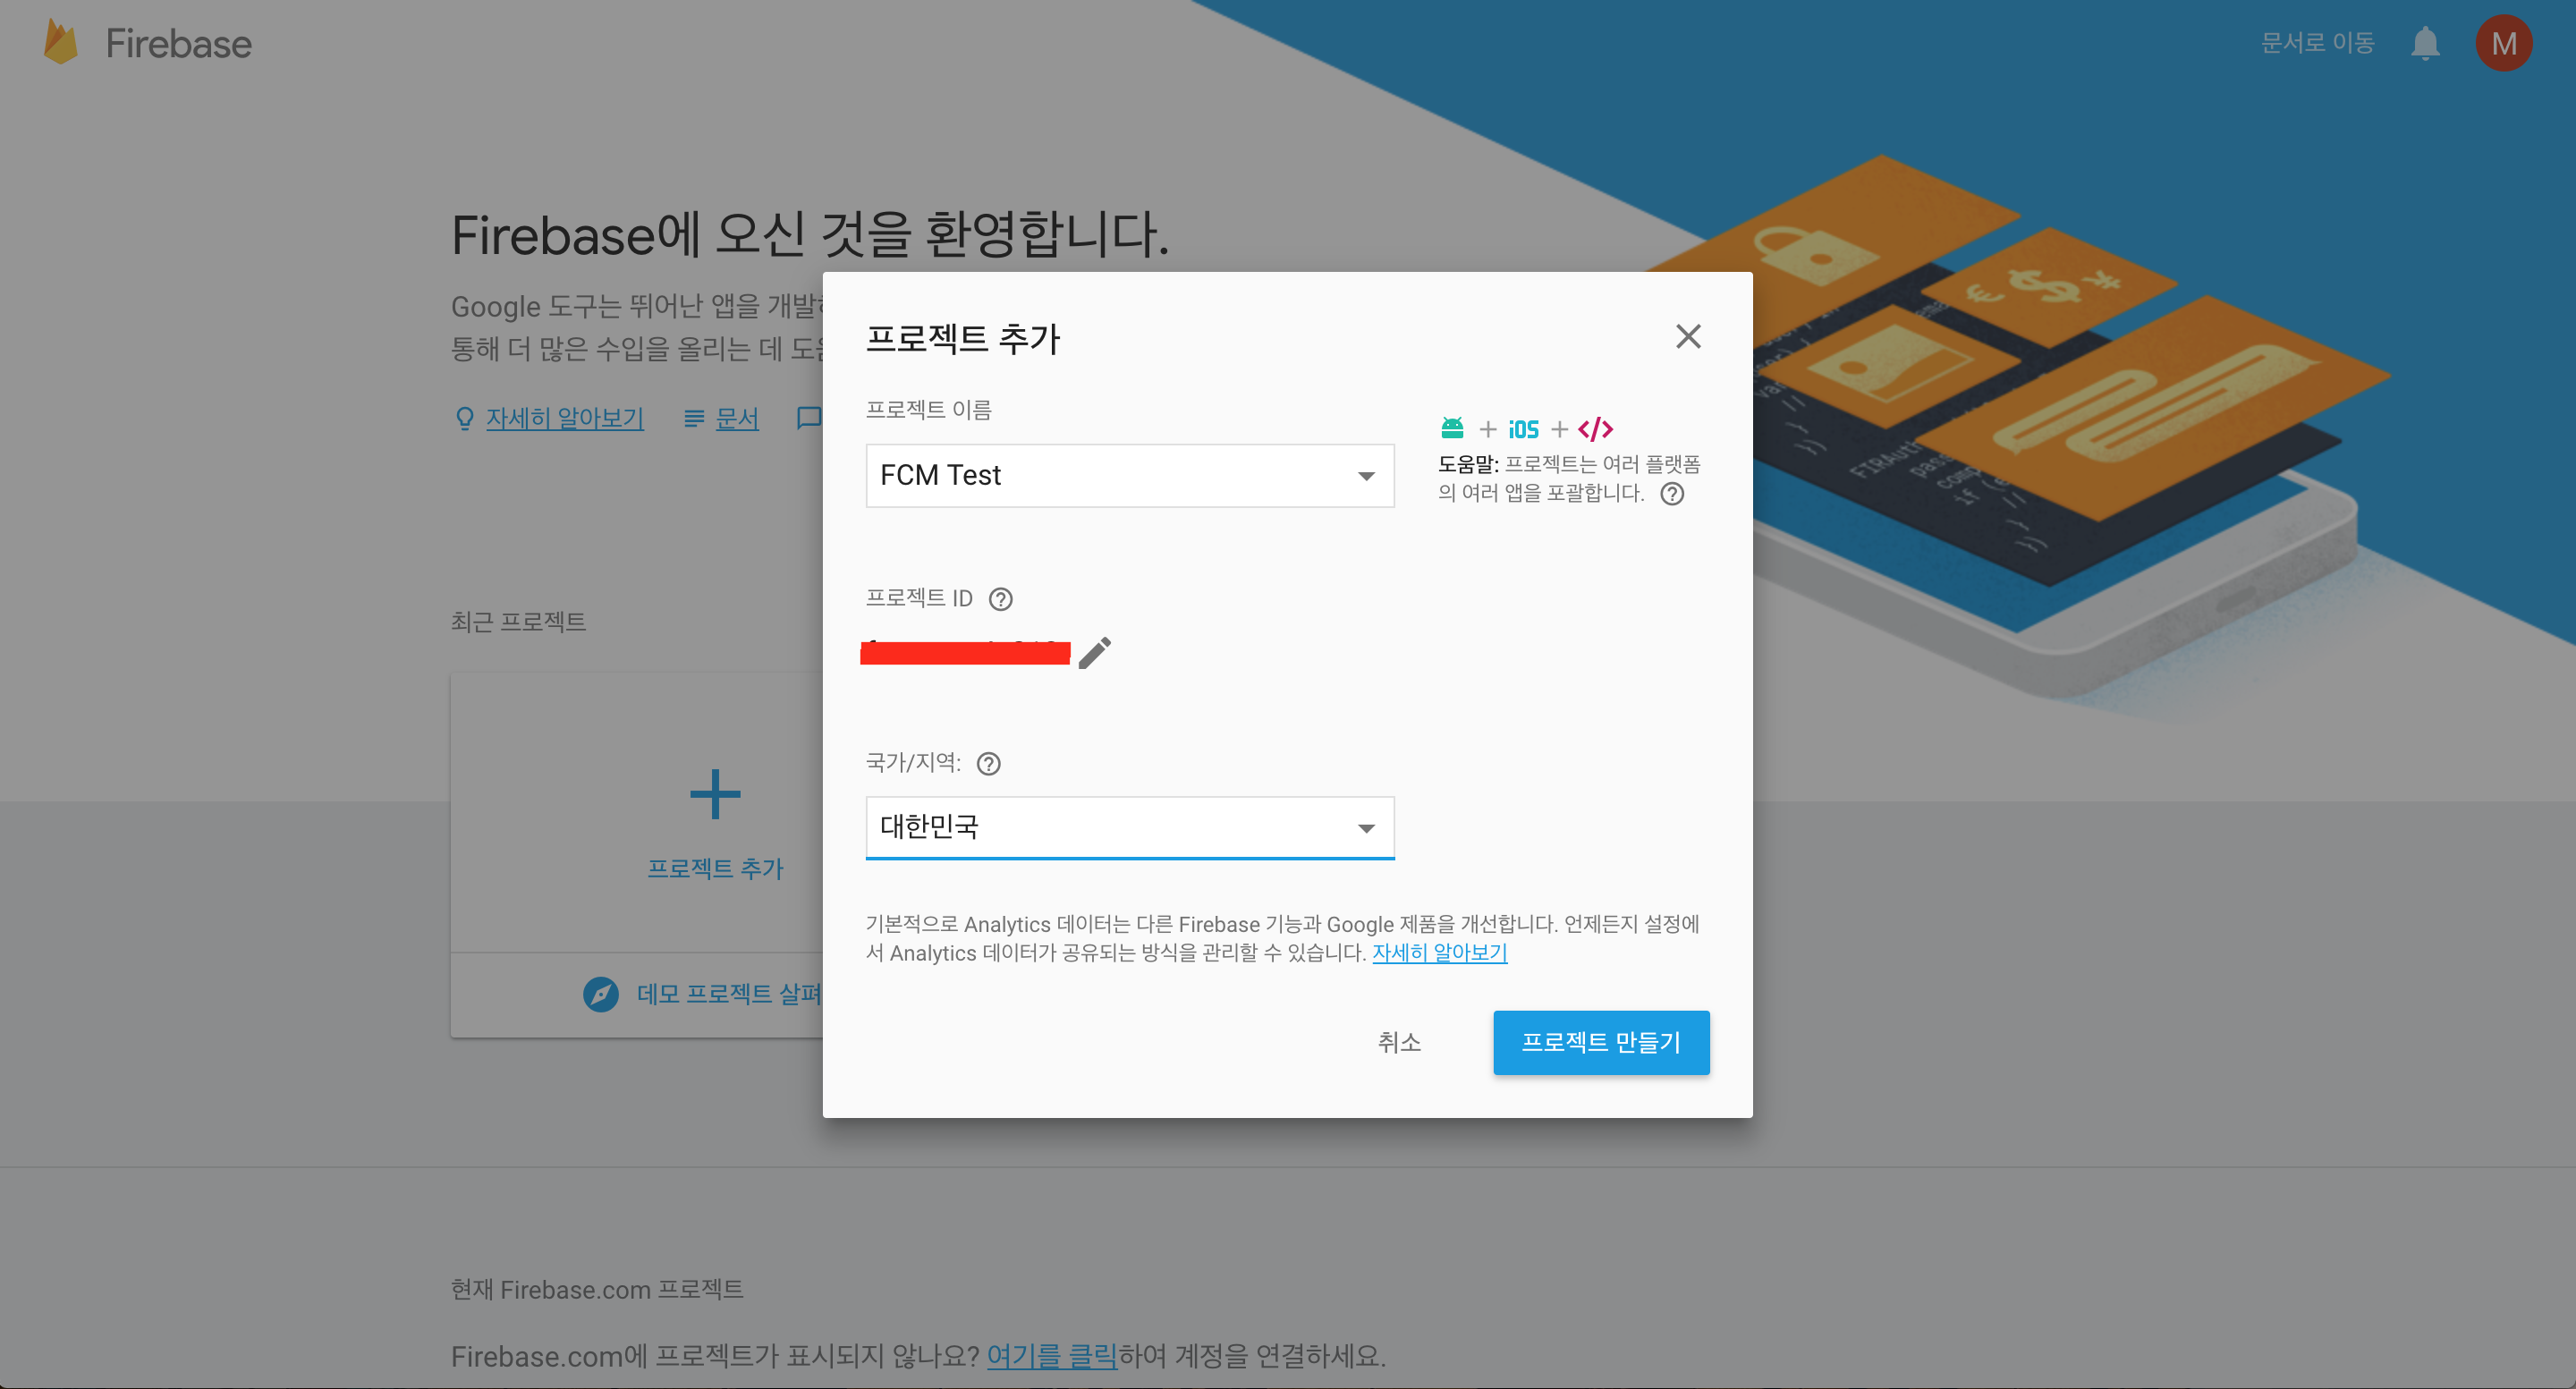 Firebase
문서로 이동
M
Firebase에 오신 것을 환영합니다.
Google 도구는 뛰어난 앱을 개발
통해 더 많은 수입을 올리는 데
자세히 알아보기
문서
최근 프로젝트
프로젝트 추가
데모 프로젝트 살펴
프로젝트 추가
프로젝트 이름
FCM Test
+ iOS + </>
도움말: 프로젝트는 여러 플랫폼
의 여러 앱을 포괄합니다.
프로젝트 ID
국가/지역:
대한민국
기본적으로 Analytics 데이터는 다른 Firebase 기능과 Google 제품을 개선합니다. 언제든지 설정에
서 Analytics 데이터가 공유되는 방식을 관리할 수 있습니다. 자세히 알아보기
취소
프로젝트 만들기
현재 Firebase.com 프로젝트
Firebase.com에 프로젝트가 표시되지 않나요? 여기를 클릭하여 계정을 연결하세요.